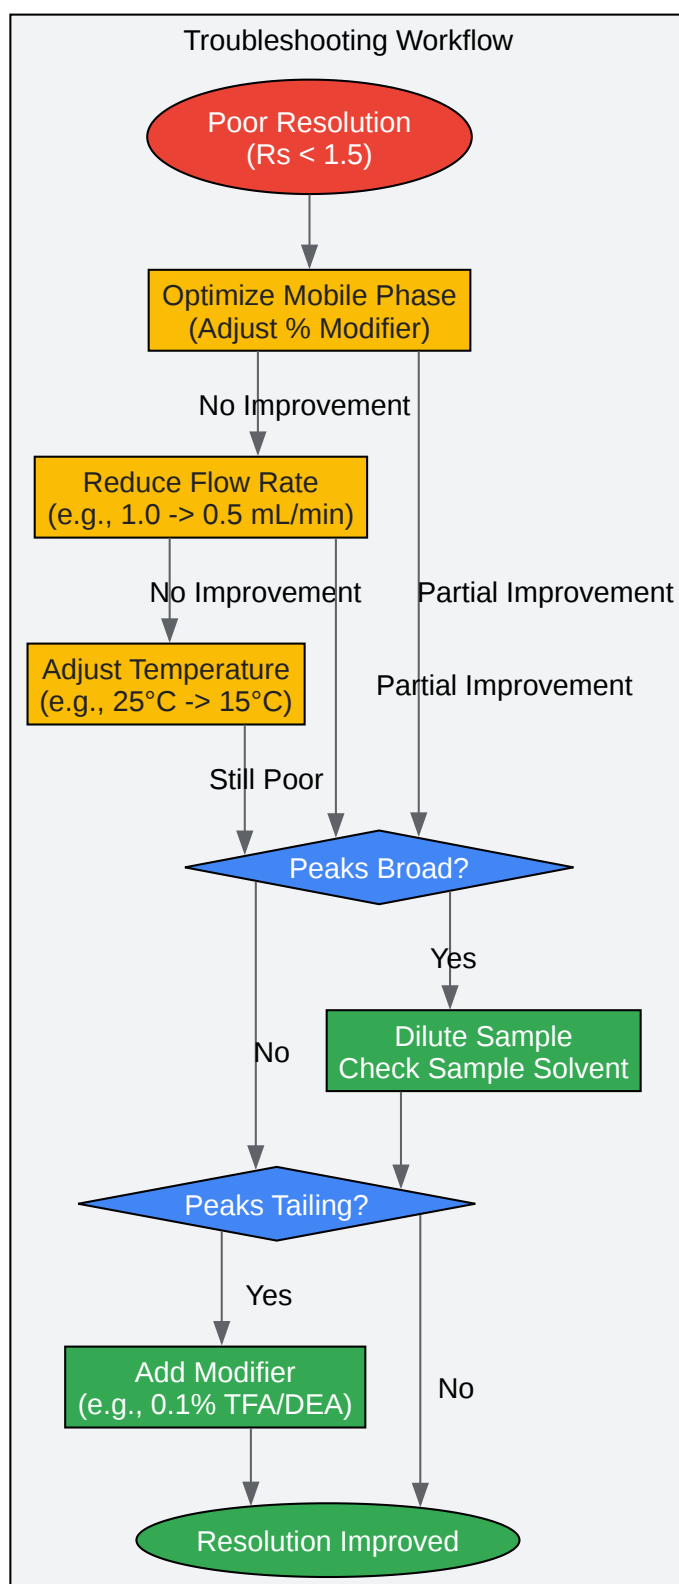 Troubleshooting Workflow
Poor Resolution
(Rs < 1.5)
Optimize Mobile Phase
(Adjust % Modifier)
No Improvement
Reduce Flow Rate
(e.g., 1.0 -> 0.5 mL/min)
No Improvement
Partial Improvement
Adjust Temperature
(e.g., 25°C -> 15°C)
Partial Improvement
Still Poor
Peaks Broad?
Yes
Dilute Sample
Check Sample Solvent
No
Peaks Tailing?
Yes
Add Modifier
(e.g., 0.1% TFA/DEA)
No
Resolution Improved